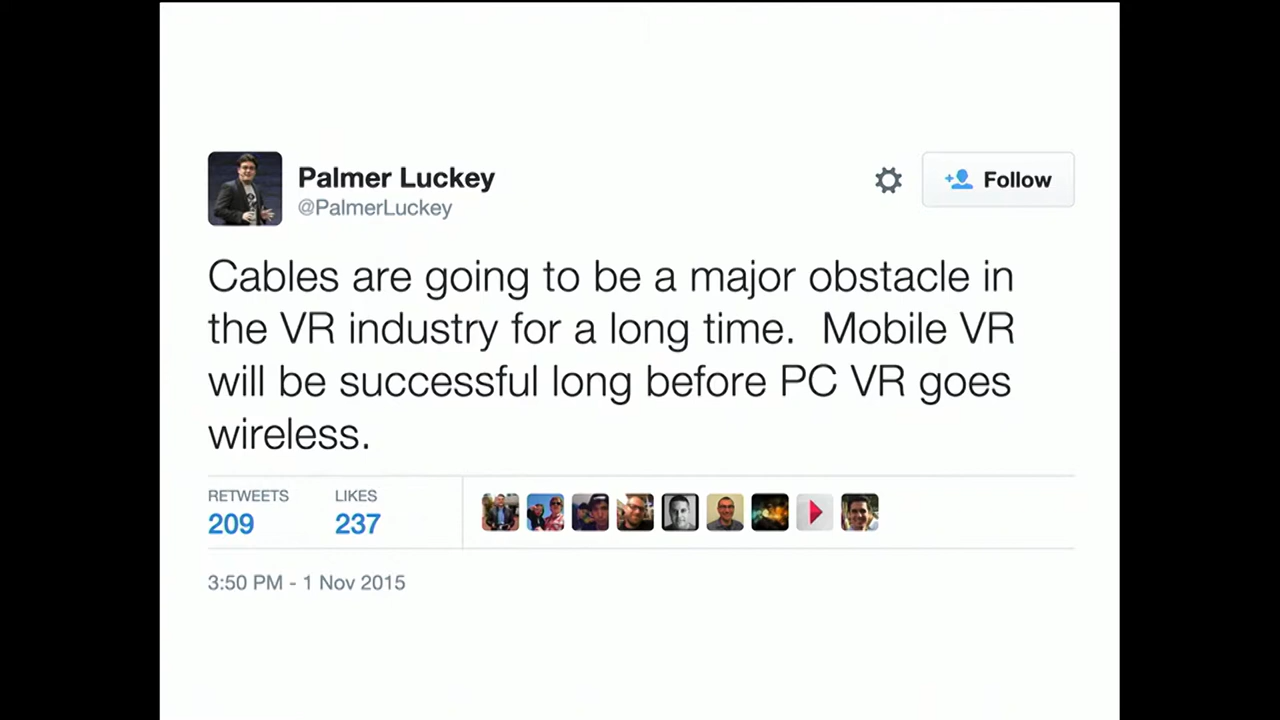 Palmer Luckey
@PalmerLuckey
Follow
Cables are going to be a major obstacle in
the VR industry for a long time.  Mobile VR
will be successful long before PC VR goes
wireless.
RETWEETS
LIKES
209
237
3:50 PM - 1 Nov 2015